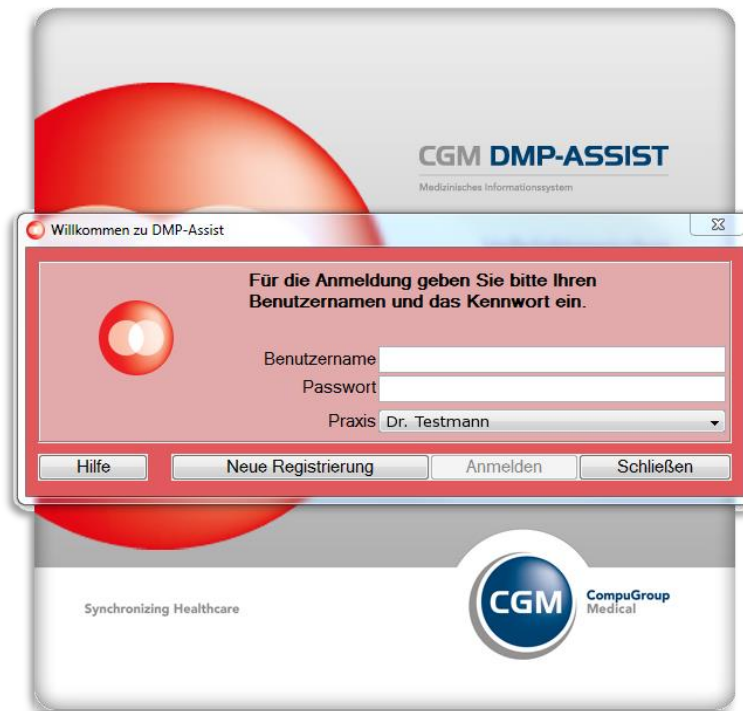 CGM DMP-ASSIST
Medizinisches Informationssystem
Willkommen zu DMP-Assist
Für die Anmeldung geben Sie bitte Ihren
Benutzernamen und das Kennwort ein.
Benutzername
Passwort
Praxis Dr. Testmann
Hilfe Neue Registrierung Anmelden Schließen
Synchronizing Healthcare
CGM
CompuGroup
Medical